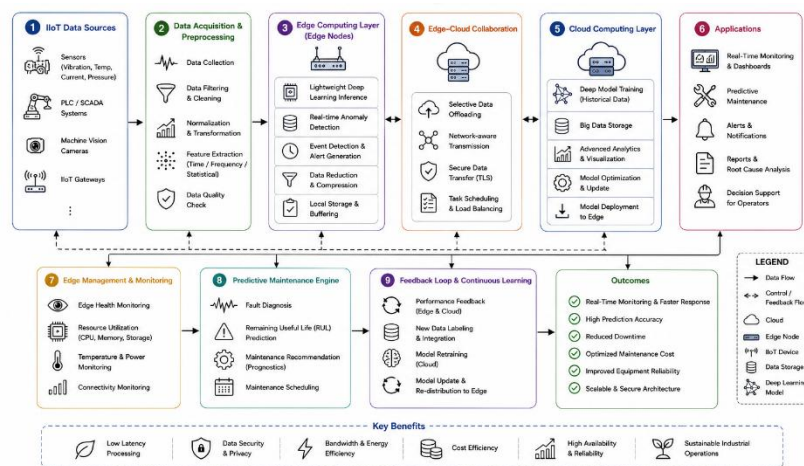 1 IIoT Data Sources
Sensors
(Vibration, Temp,
Current, Pressure)
PLC / SCADA
Systems
Machine Vision
Cameras
IIoT Gateways
2 Data Acquisition &
Preprocessing
Data Collection
Data Filtering
& Cleaning
Normalization
& Transformation
Feature Extraction
(Time / Frequency /
Statistical)
Data Quality
Check
3 Edge Computing Layer
(Edge Nodes)
Lightweight Deep
Learning Inference
Real-time Anomaly
Detection
Event Detection &
Alert Generation
Data Reduction
& Compression
Local Storage &
Buffering
4 Edge–Cloud Collaboration
Selective Data
Offloading
Network-aware
Transmission
Secure Data
Transfer (TLS)
Task Scheduling
& Load Balancing
5 Cloud Computing Layer
Deep Model Training
(Historical Data)
Big Data Storage
Advanced Analytics
& Visualization
Model Optimization
& Update
Model Deployment
to Edge
6 Applications
Real-Time Monitoring
& Dashboards
Predictive
Maintenance
Alerts &
Notifications
Reports &
Root Cause Analysis
Decision Support
for Operators
7 Edge Management & Monitoring
Edge Health Monitoring
Resource Utilization
(CPU, Memory, Storage)
Temperature & Power
Monitoring
Connectivity Monitoring
8 Predictive Maintenance Engine
Fault Diagnosis
Remaining Useful Life (RUL)
Prediction
Maintenance Recommendation
(Prognostics)
Maintenance Scheduling
9 Feedback Loop & Continuous Learning
Performance Feedback
(Edge & Cloud)
New Data Labeling
& Integration
Model Retraining
(Cloud)
Model Update &
Re-distribution to Edge
Outcomes
Real-Time Monitoring & Faster Response
High Prediction Accuracy
Reduced Downtime
Optimized Maintenance Cost
Improved Equipment Reliability
Scalable & Secure Architecture
LEGEND
Data Flow
Control /
Feedback Flo
Cloud
Edge Node
IIoT Device
Data Storage
Deep Learnin
Model
Key Benefits
Low Latency
Processing
Data Security
& Privacy
Bandwidth & Energy
Efficiency
Cost Efficiency
High Availability
& Reliability
Sustainable Industrial
Operations